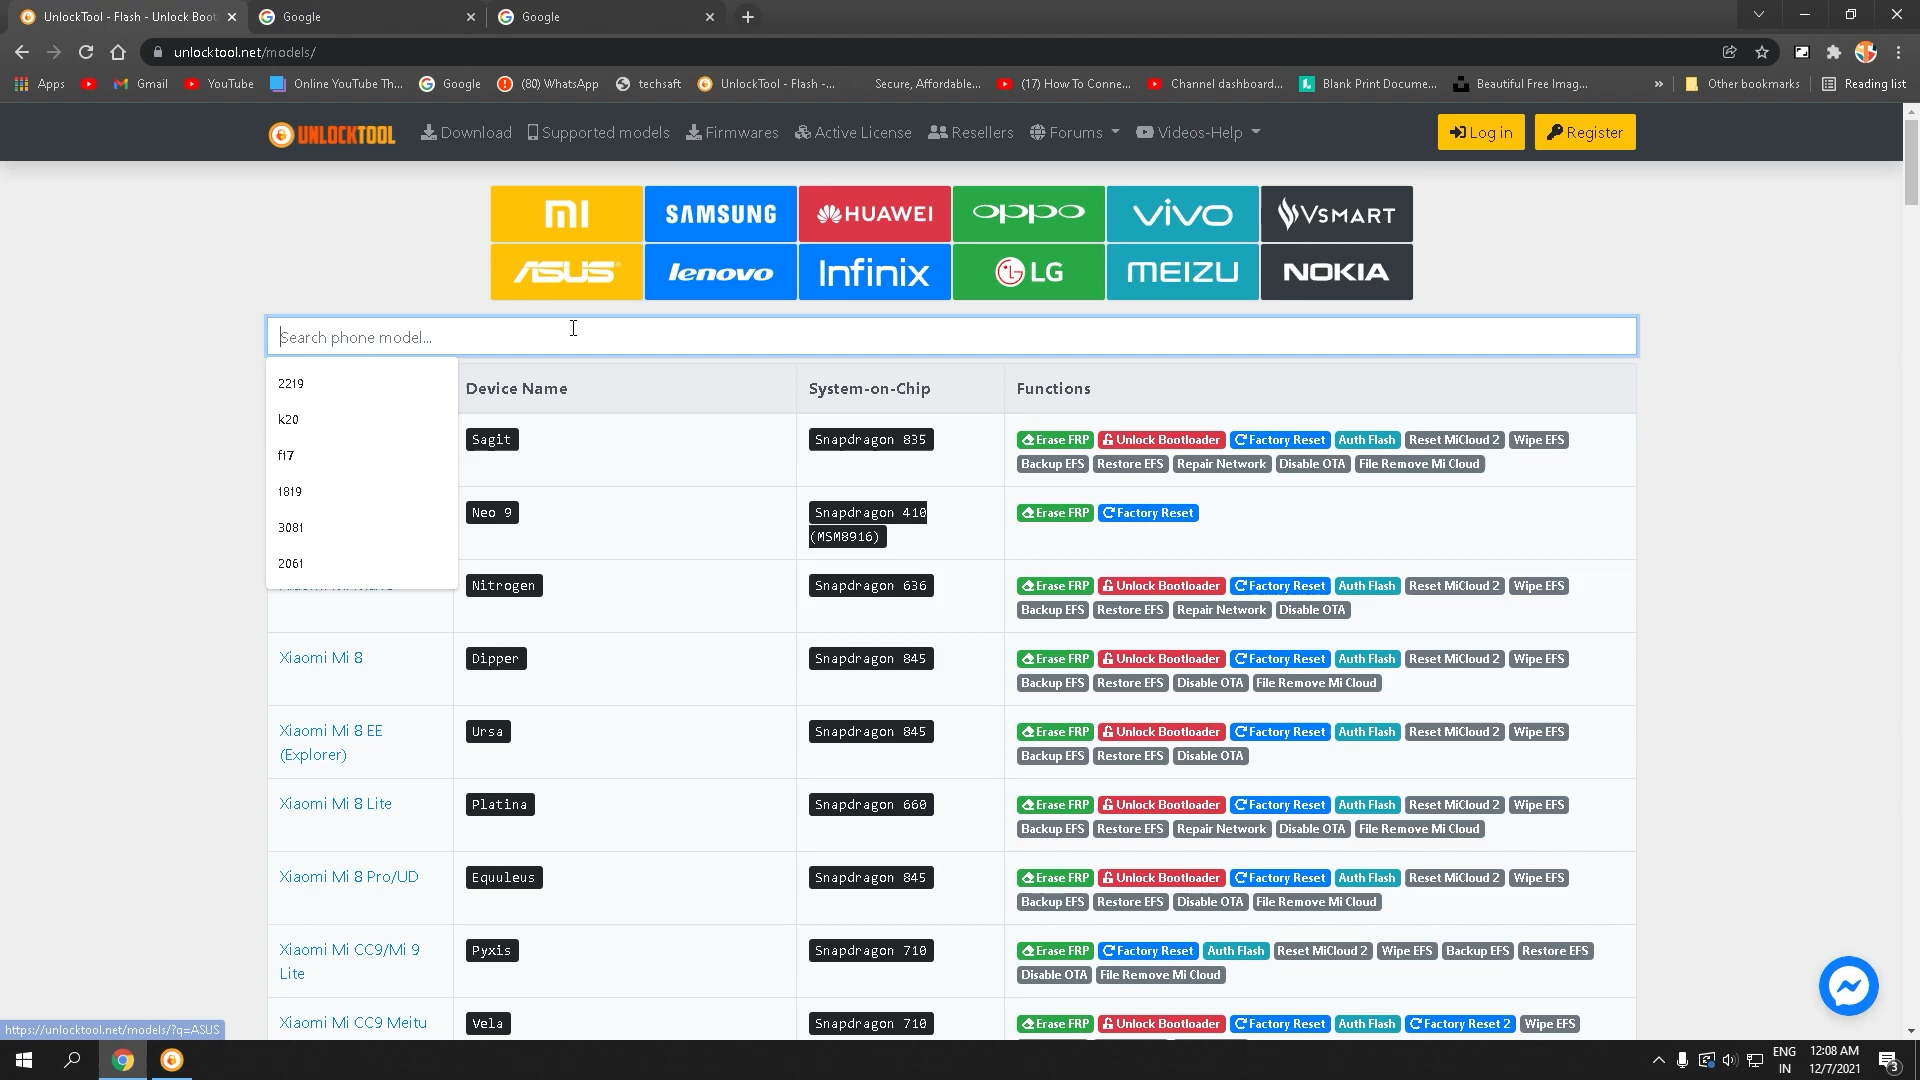 UnlockTool - Flash - Unlock Boot
Google
Google
unlocktool.net/models/
Apps
Gmail
YouTube
Online YouTube Th...
Google
(80) WhatsApp
techsaft
UnlockTool - Flash -...
Secure, Affordable...
(17) How To Conne...
Channel dashboard...
Blank Print Docume...
Beautiful Free Imag...
»
Other bookmarks
Reading list
UNLOCKTOOL
Download
Supported models
Firmwares
Active License
Resellers
Forums
Videos-Help
Log in
Register
MI
SAMSUNG
HUAWEI
oppo
vivo
VSMART
ASUS
lenovo
Infinix
LG
MEIZU
NOKIA
Search phone model...
2219
k20
f17
1819
3081
2061
Device Name
System-on-Chip
Functions
Sagit
Snapdragon 835
Erase FRP Unlock Bootloader Factory Reset Auth Flash Reset MiCloud 2 Wipe EFS
Backup EFS Restore EFS Repair Network Disable OTA File Remove Mi Cloud
Neo 9
Snapdragon 410
(MSM8916)
Erase FRP Factory Reset
Nitrogen
Snapdragon 636
Erase FRP Unlock Bootloader Factory Reset Auth Flash Reset MiCloud 2 Wipe EFS
Backup EFS Restore EFS Repair Network Disable OTA
Xiaomi Mi 8
Dipper
Snapdragon 845
Erase FRP Unlock Bootloader Factory Reset Auth Flash Reset MiCloud 2 Wipe EFS
Backup EFS Restore EFS Disable OTA File Remove Mi Cloud
Xiaomi Mi 8 EE
(Explorer)
Ursa
Snapdragon 845
Erase FRP Unlock Bootloader Factory Reset Auth Flash Reset MiCloud 2 Wipe EFS
Backup EFS Restore EFS Disable OTA
Xiaomi Mi 8 Lite
Platina
Snapdragon 660
Erase FRP Unlock Bootloader Factory Reset Auth Flash Reset MiCloud 2 Wipe EFS
Backup EFS Restore EFS Repair Network Disable OTA File Remove Mi Cloud
Xiaomi Mi 8 Pro/UD
Equuleus
Snapdragon 845
Erase FRP Unlock Bootloader Factory Reset Auth Flash Reset MiCloud 2 Wipe EFS
Backup EFS Restore EFS Disable OTA File Remove Mi Cloud
Xiaomi Mi CC9/Mi 9
Lite
Pyxis
Snapdragon 710
Erase FRP Factory Reset Auth Flash Reset MiCloud 2 Wipe EFS Backup EFS Restore EFS
Disable OTA File Remove Mi Cloud
Xiaomi Mi CC9 Meitu
Vela
Snapdragon 710
Erase FRP Unlock Bootloader Factory Reset Auth Flash Factory Reset 2 Wipe EFS
https://unlocktool.net/models/?q=ASUS
ENG
IN
12:08 AM
12/7/2021
3